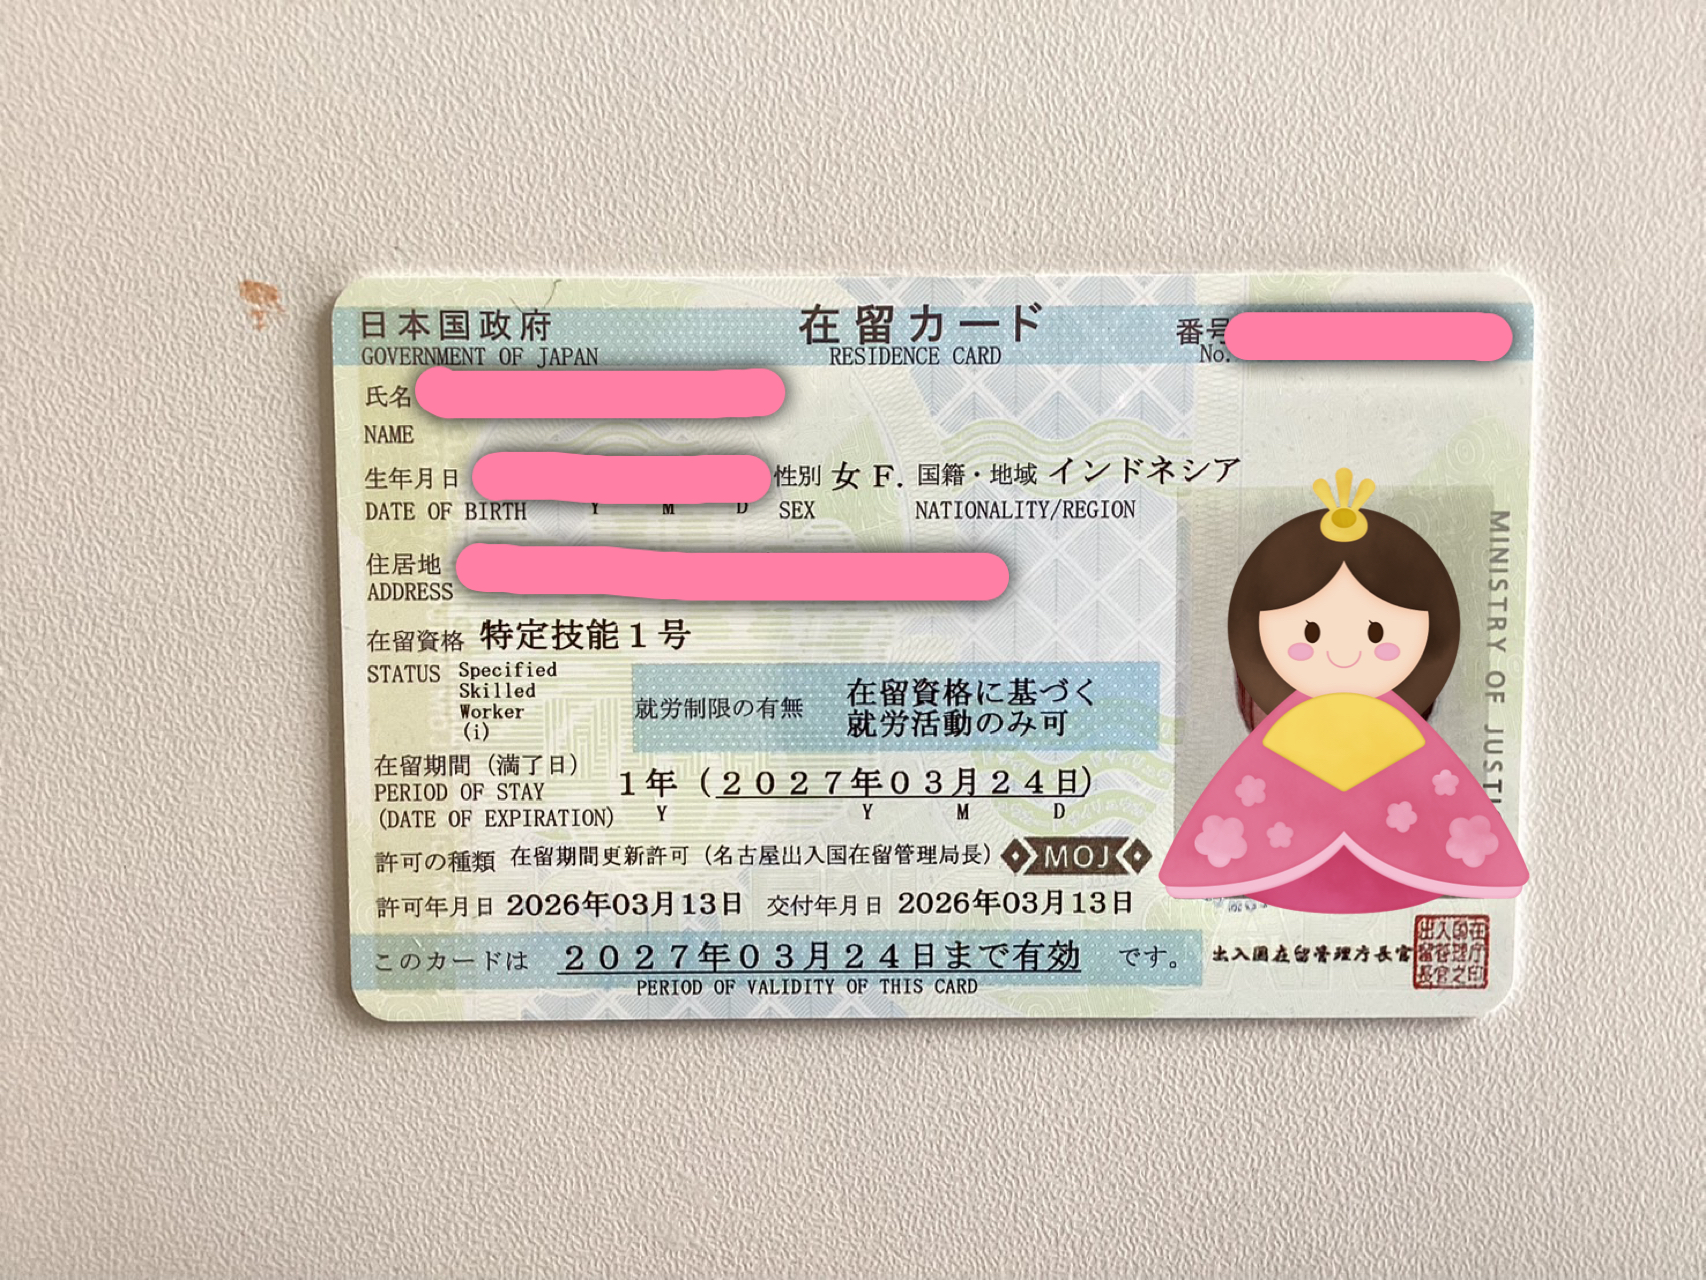 日本国政府 在留カード 番号
GOVERNMENT OF JAPAN RESIDENCE CARD No.
氏名
NAME
生年月日 性別 女 F. 国籍・地域 インドネシア
DATE OF BIRTH Y M D SEX NATIONALITY/REGION
住居地
ADDRESS
在留資格 特定技能1号
STATUS Specified
Skilled
Worker
(i)
就労制限の有無 在留資格に基づく
就労活動のみ可
在留期間(満了日)
PERIOD OF STAY
(DATE OF EXPIRATION)
1年(2027年03月24日)
Y Y M D
許可の種類 在留期間更新許可(名古屋出入国在留管理局長) MOJ
許可年月日 2026年03月13日 交付年月日 2026年03月13日
このカードは 2027年03月24日まで有効 です。
PERIOD OF VALIDITY OF THIS CARD
出入国在留管理庁長官
MINISTRY OF JUSTI